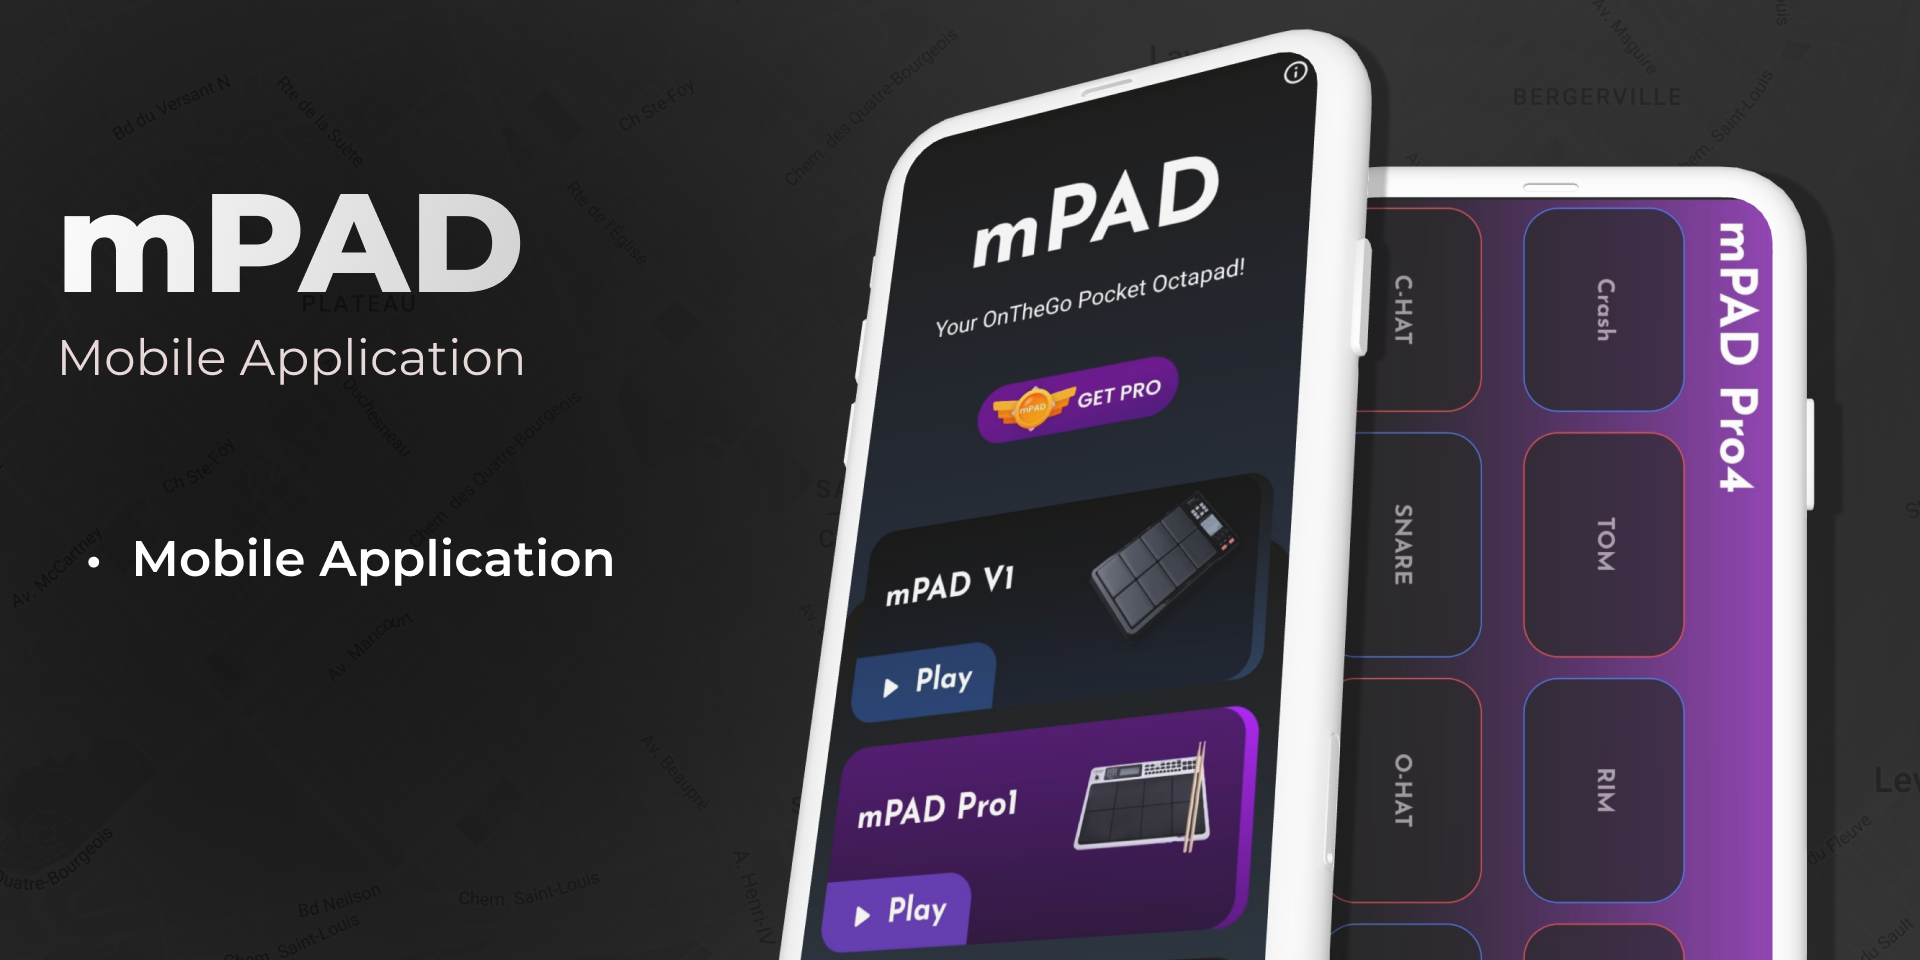 mPAD
Mobile Application
• Mobile Application
mPAD
Your OnTheGo Pocket Octapad!
mPAD
GET PRO
mPAD V1
Play
mPAD Pro1
Play
mPAD Pro4
Crash
TOM
RIM
C-HAT
SNARE
O-HAT
Bd du Versant N
Rte de la Suète
Ch Ste-Foy
Chem. des Quatre-Bourgeois
Rte de l'Église
PLATEAU
Duchesneau
Chem. des Quatre-Bourgeois
Ch Ste-Foy
Av. McCartney
Av. Maricourt
Av. Beaupré
Quatre-Bourgeois
Bd Neilson
Chem. Saint-Louis
Chem. Saint-Louis
A. Henri-IV
BERGERVILLE
Av. Maguire
Chem. Saint-Louis
du Fleuve
du Sault